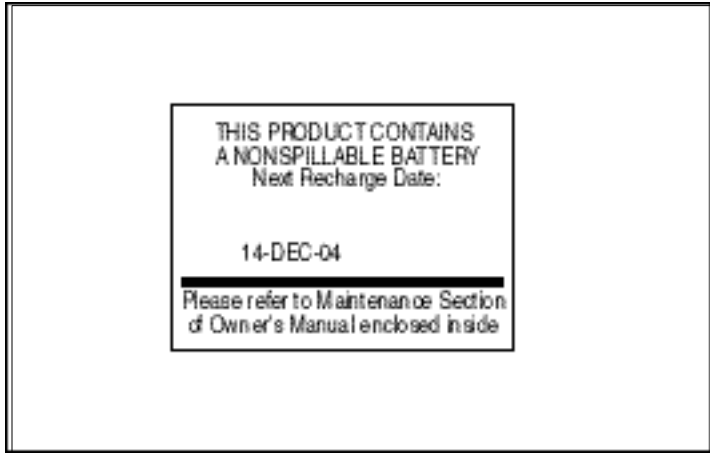 THIS PRODUCT CONTAINS
A NONSPILLABLE BATTERY
Next Recharge Date:
14-DEC-04
Please refer to Maintenance Section
of Owner's Manual enclosed inside